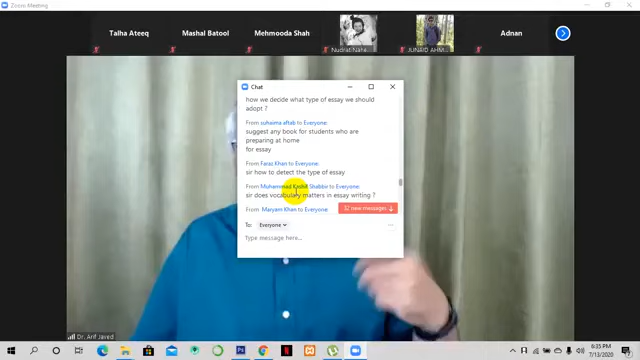 Zoom Meeting
Talha Ateeq
Mashal Batool
Mehmooda Shah
Nudrat Nahe...
JUNAID AHM...
Adnan
Chat
how we decide what type of essay we should
adopt ?
From suhaima aftab to Everyone:
suggest any book for students who are
preparing at home
for essay
From Faraz Khan to Everyone:
sir how to detect the type of essay
From Muhammad Kashif Shabbir to Everyone:
sir does vocabulary matters in essay writing ?
From Maryam Khan to Everyone
new messages
To: Everyone
Type message here...
Dr. Arif Javed
6:35 PM
7/13/2020